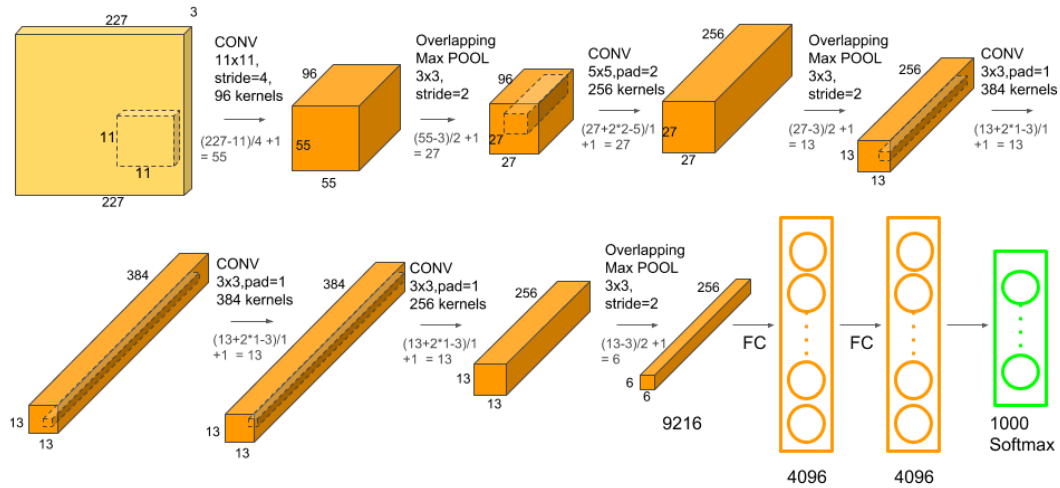 227
3
CONV
11x11,
stride=4,
96 kernels
(227-11)/4 +1
= 55
11
11
227
96
55
55
Overlapping
Max POOL
3x3,
stride=2
(55-3)/2 +1
= 27
96
27
27
CONV
5x5,pad=2
256 kernels
(27+2*2-5)/1
+1 = 27
256
27
27
Overlapping
Max POOL
3x3,
stride=2
(27-3)/2 +1
= 13
256
13
13
CONV
3x3,pad=1
384 kernels
(13+2*1-3)/1
+1 = 13
384
13
13
CONV
3x3,pad=1
384 kernels
(13+2*1-3)/1
+1 = 13
384
13
13
CONV
3x3,pad=1
256 kernels
(13+2*1-3)/1
+1 = 13
256
13
13
Overlapping
Max POOL
3x3,
stride=2
(13-3)/2 +1
= 6
256
6
6
9216
FC
4096
FC
4096
1000
Softmax